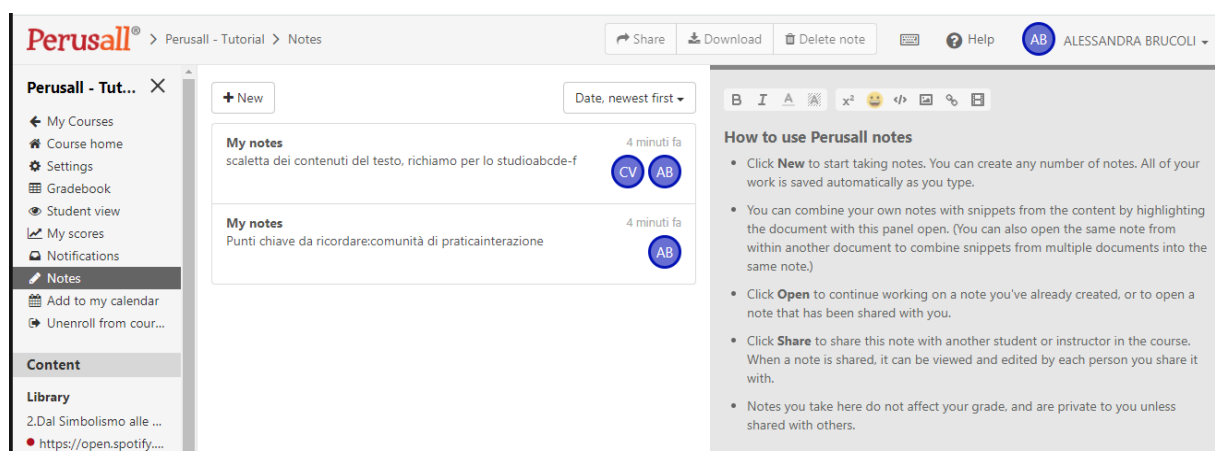 Perusall® > Perusall - Tutorial > Notes
Share Download Delete note Help AB ALESSANDRA BRUCOLI
Perusall - Tut...
My Courses
Course home
Settings
Gradebook
Student view
My scores
Notifications
Notes
Add to my calendar
Unenroll from cour...
Content
Library
2.Dal Simbolismo alle ...
https://open.spotify....
New
Date, newest first
My notes
4 minuti fa
scaletta dei contenuti del testo, richiamo per lo studioabcde-f
CV AB
My notes
4 minuti fa
Punti chiave da ricordare:comunità di praticainterazione
AB
B I A A x² </>
How to use Perusall notes
• Click New to start taking notes. You can create any number of notes. All of your
work is saved automatically as you type.
• You can combine your own notes with snippets from the content by highlighting
the document with this panel open. (You can also open the same note from
within another document to combine snippets from multiple documents into the
same note.)
• Click Open to continue working on a note you've already created, or to open a
note that has been shared with you.
• Click Share to share this note with another student or instructor in the course.
When a note is shared, it can be viewed and edited by each person you share it
with.
• Notes you take here do not affect your grade, and are private to you unless
shared with others.